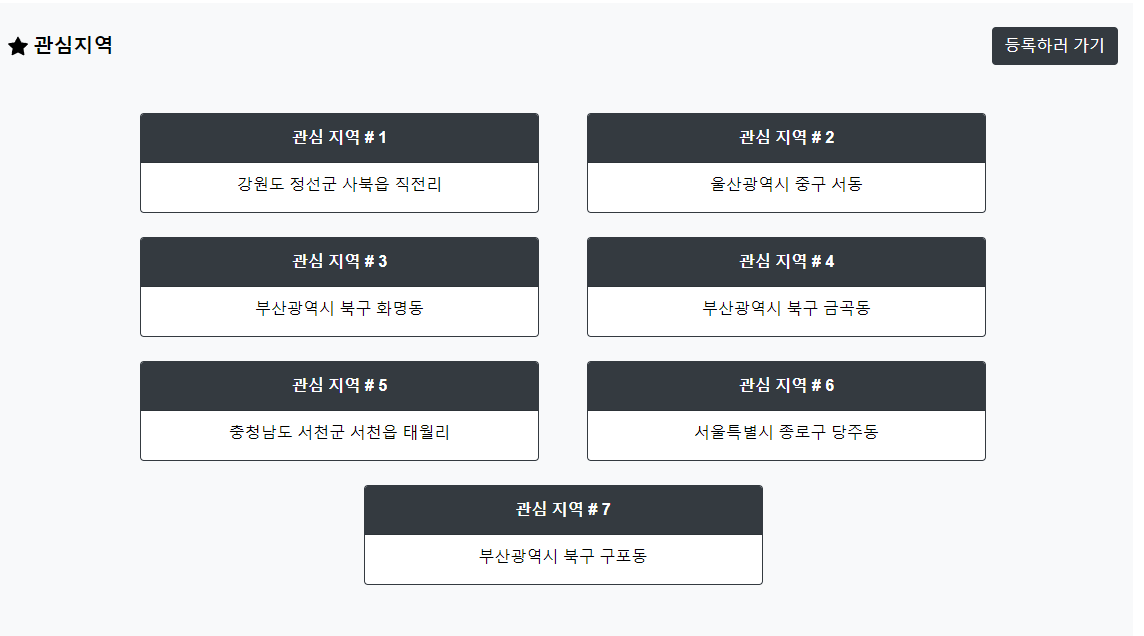 ★ 관심지역
등록하러 가기
관심 지역 # 1
강원도 정선군 사북읍 직전리
관심 지역 # 2
울산광역시 중구 서동
관심 지역 # 3
부산광역시 북구 화명동
관심 지역 # 4
부산광역시 북구 금곡동
관심 지역 # 5
충청남도 서천군 서천읍 태월리
관심 지역 # 6
서울특별시 종로구 당주동
관심 지역 # 7
부산광역시 북구 구포동